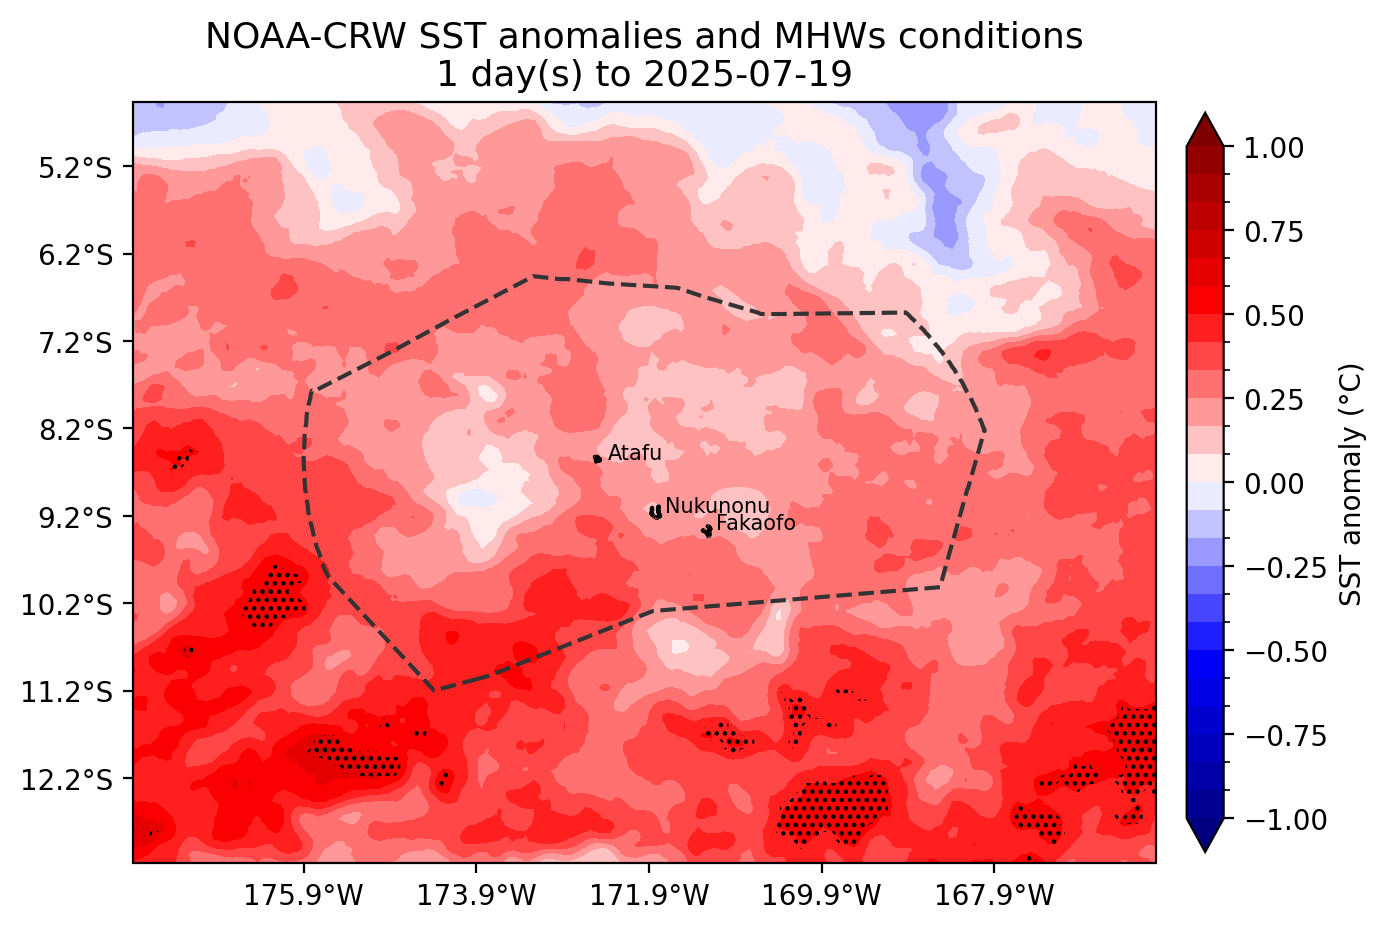 NOAA-CRW SST anomalies and MHWs conditions
1 day(s) to 2025-07-19
5.2°S
6.2°S
7.2°S
8.2°S
9.2°S
10.2°S
11.2°S
12.2°S
175.9°W
173.9°W
171.9°W
169.9°W
167.9°W
Atafu
Nukunonu
Fakaofo
1.00
0.75
0.50
0.25
0.00
−0.25
−0.50
−0.75
−1.00
SST anomaly (°C)